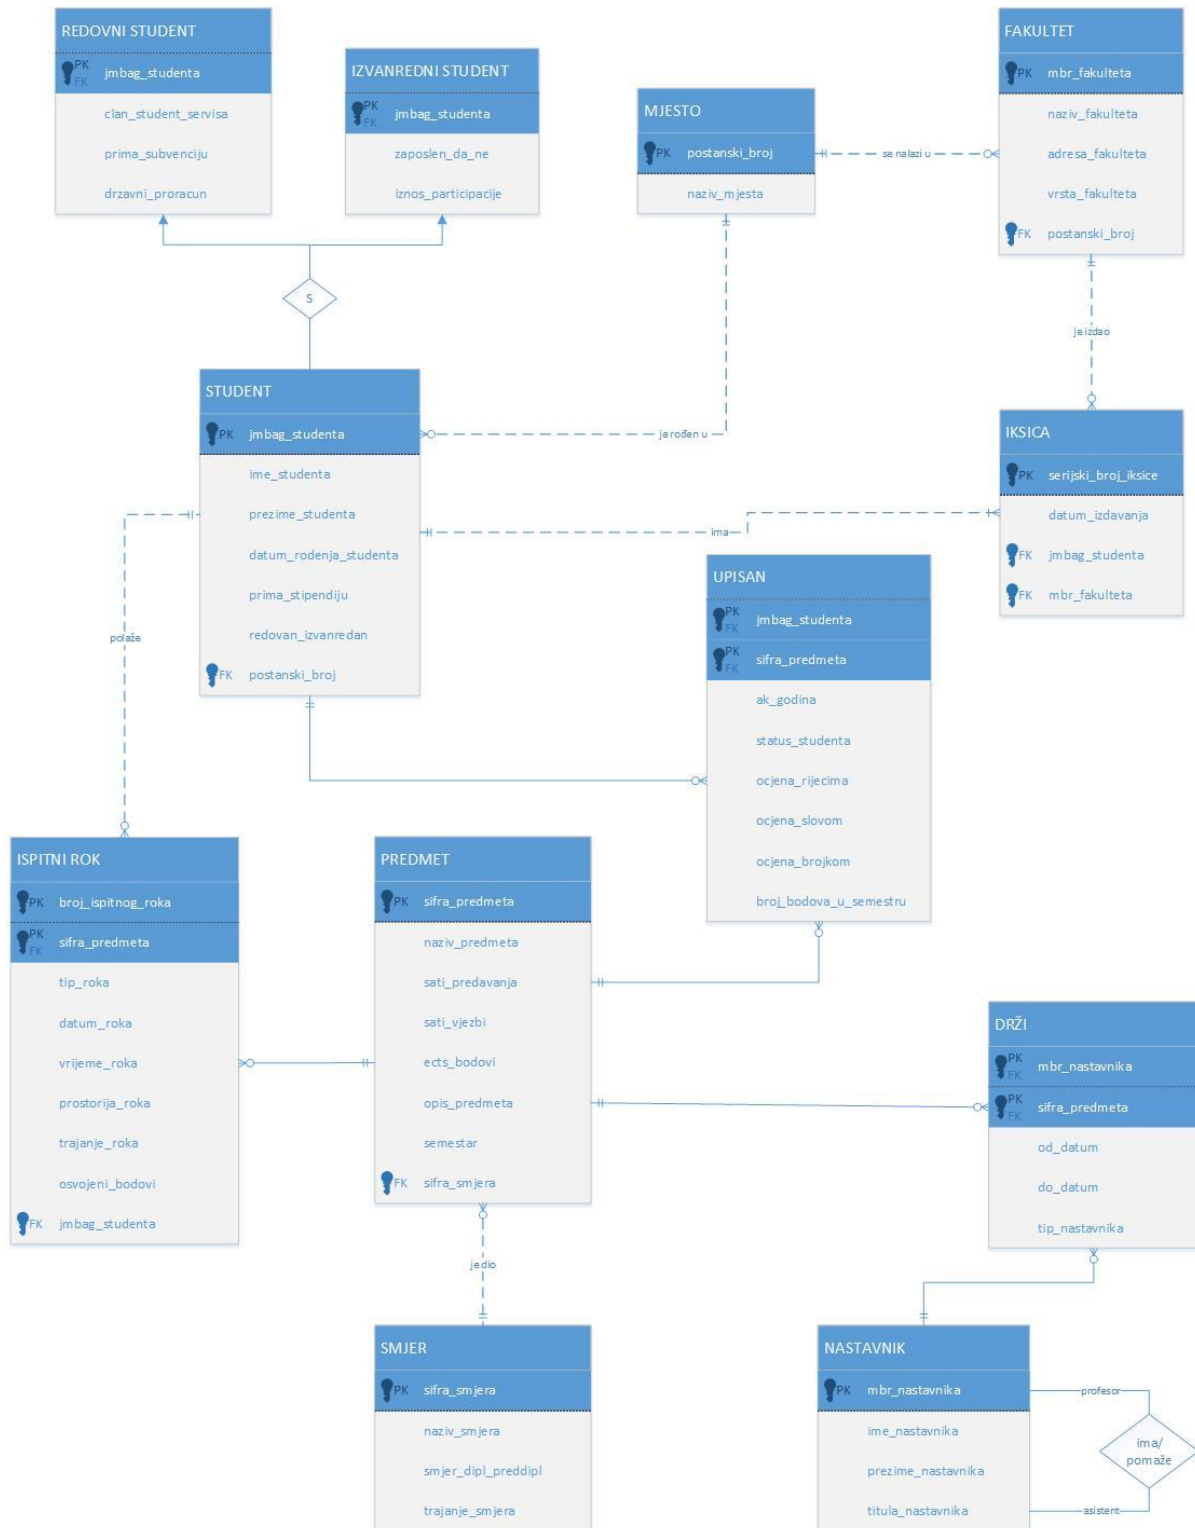 REDOVNI STUDENT
PK
FK
jmbag_studenta
clan_student_servisa
prima_subvenciju
drzavni_proracun
IZVANREDNI STUDENT
PK
FK
jmbag_studenta
zaposlen_da_ne
iznos_participacije
MJESTO
PK postanski_broj
naziv_mjesta
se nalazi u
FAKULTET
PK mbr_fakulteta
naziv_fakulteta
adresa_fakulteta
vrsta_fakulteta
FK postanski_broj
S
je izdao
STUDENT
PK jmbag_studenta
ime_studenta
prezime_studenta
datum_rodenja_studenta
prima_stipendiju
redovan_izvanredan
FK postanski_broj
je rođen u
IKSICA
PK serijski_broj_iksice
datum_izdavanja
FK jmbag_studenta
FK mbr_fakulteta
ima
polaže
UPISAN
PK
FK
jmbag_studenta
PK
FK
sifra_predmeta
ak_godina
status_studenta
ocjena_rijecima
ocjena_slovom
ocjena_brojkom
broj_bodova_u_semestru
ISPITNI ROK
PK broj_ispitnog_roka
PK
FK
sifra_predmeta
tip_roka
datum_roka
vrijeme_roka
prostorija_roka
trajanje_roka
osvojeni_bodovi
FK jmbag_studenta
PREDMET
PK sifra_predmeta
naziv_predmeta
sati_predavanja
sati_vjezbi
ects_bodovi
opis_predmeta
semestar
FK sifra_smjera
DRŽI
PK
FK
mbr_nastavnika
PK
FK
sifra_predmeta
od_datum
do_datum
tip_nastavnika
je dio
SMJER
PK sifra_smjera
naziv_smjera
smjer_dipl_preddipl
trajanje_smjera
NASTAVNIK
PK mbr_nastavnika
ime_nastavnika
prezime_nastavnika
titula_nastavnika
profesor
ima/
pomaže
asistent